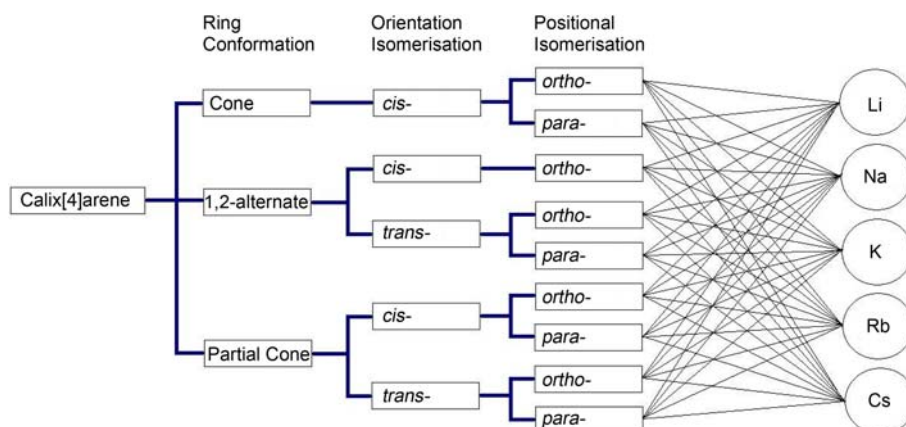 Ring
Conformation
Orientation
Isomerisation
Positional
Isomerisation
Calix[4]arene
Cone
1,2-alternate
Partial Cone
cis-
cis-
trans-
cis-
trans-
ortho-
para-
ortho-
ortho-
para-
ortho-
para-
ortho-
para-
Li
Na
K
Rb
Cs